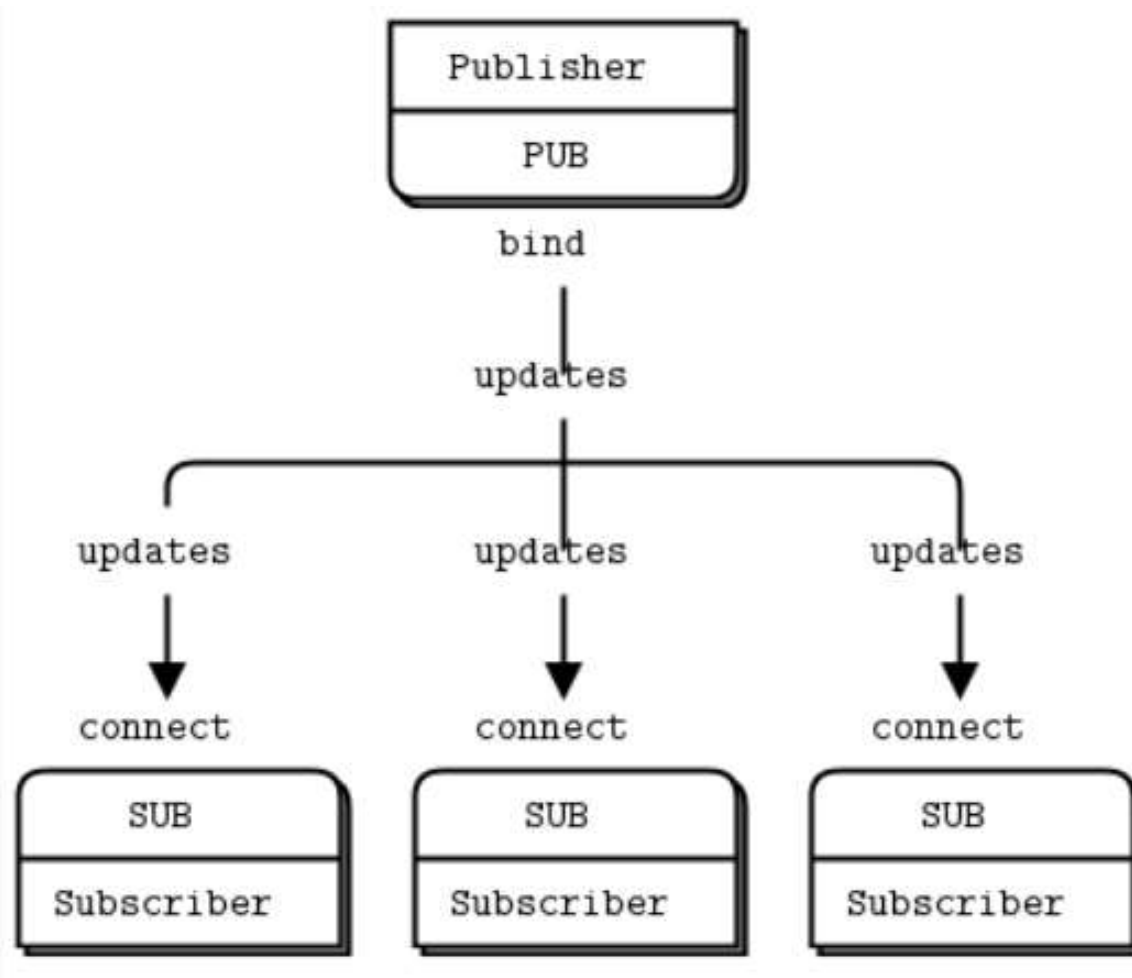 Publisher
PUB
bind
updates
updates updates updates
connect connect connect
SUB SUB SUB
Subscriber Subscriber Subscriber